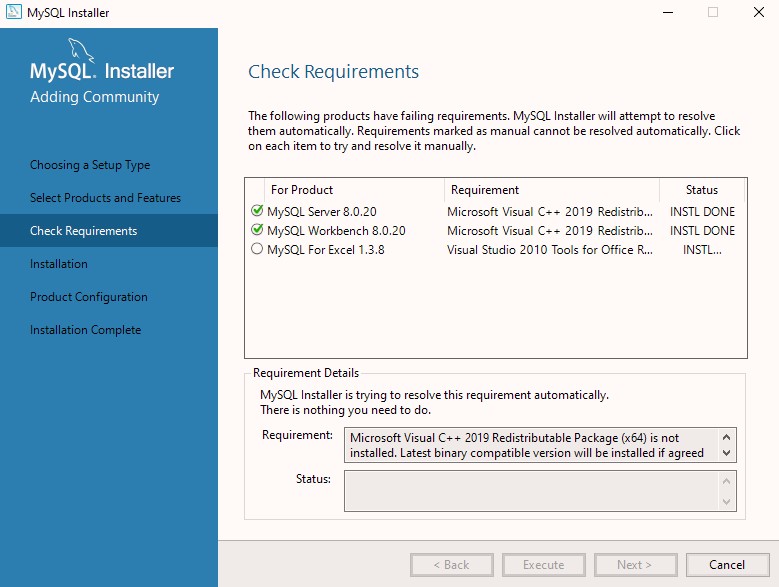 MySQL Installer
MySQL. Installer
Adding Community
Choosing a Setup Type
Select Products and Features
Check Requirements
Installation
Product Configuration
Installation Complete
Check Requirements
The following products have failing requirements. MySQL Installer will attempt to resolve
them automatically. Requirements marked as manual cannot be resolved automatically. Click
on each item to try and resolve it manually.
For Product Requirement Status
MySQL Server 8.0.20 Microsoft Visual C++ 2019 Redistrib... INSTL DONE
MySQL Workbench 8.0.20 Microsoft Visual C++ 2019 Redistrib... INSTL DONE
MySQL For Excel 1.3.8 Visual Studio 2010 Tools for Office R... INSTL...
Requirement Details
MySQL Installer is trying to resolve this requirement automatically.
There is nothing you need to do.
Requirement: Microsoft Visual C++ 2019 Redistributable Package (x64) is not
installed. Latest binary compatible version will be installed if agreed
Status:
< Back Execute Next > Cancel